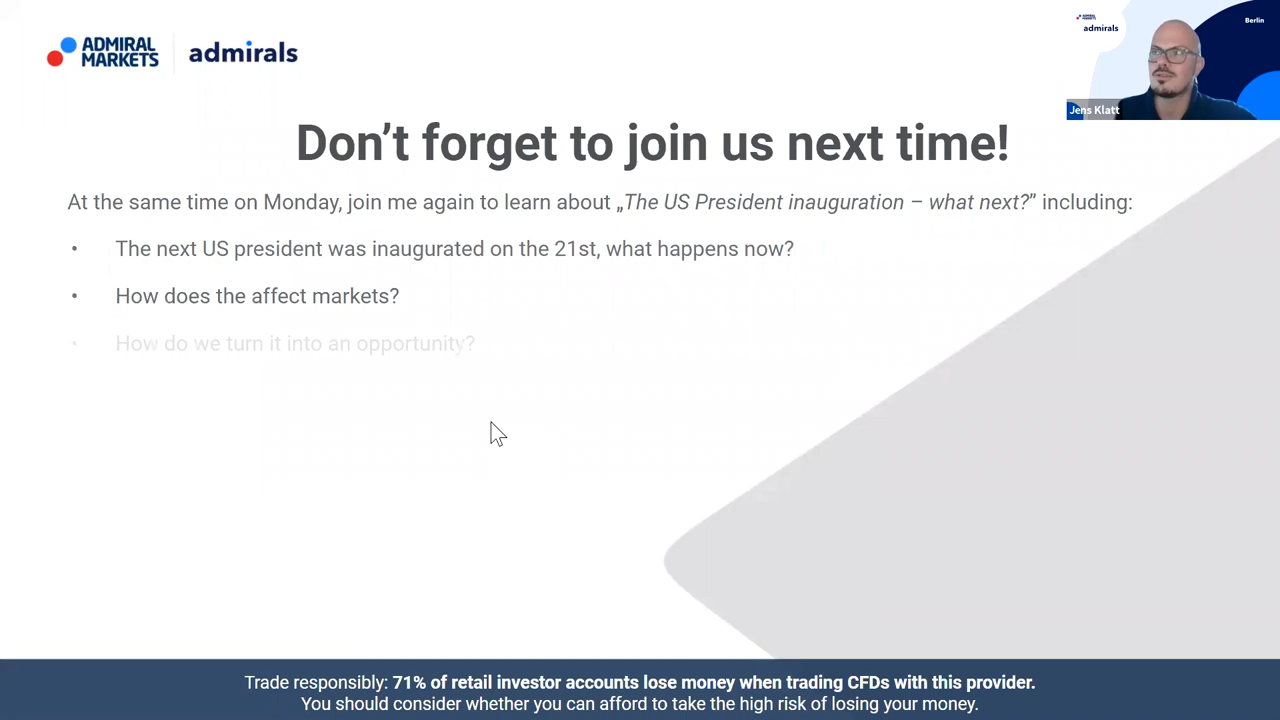 ADMIRAL
MARKETS
admirals
ADMIRAL
MARKETS
admirals
Berlin
Jens Klatt
Don't forget to join us next time!
At the same time on Monday, join me again to learn about „The US President inauguration – what next?” including:
• The next US president was inaugurated on the 21st, what happens now?
• How does the affect markets?
• How do we turn it into an opportunity?
Trade responsibly: 71% of retail investor accounts lose money when trading CFDs with this provider.
You should consider whether you can afford to take the high risk of losing your money.